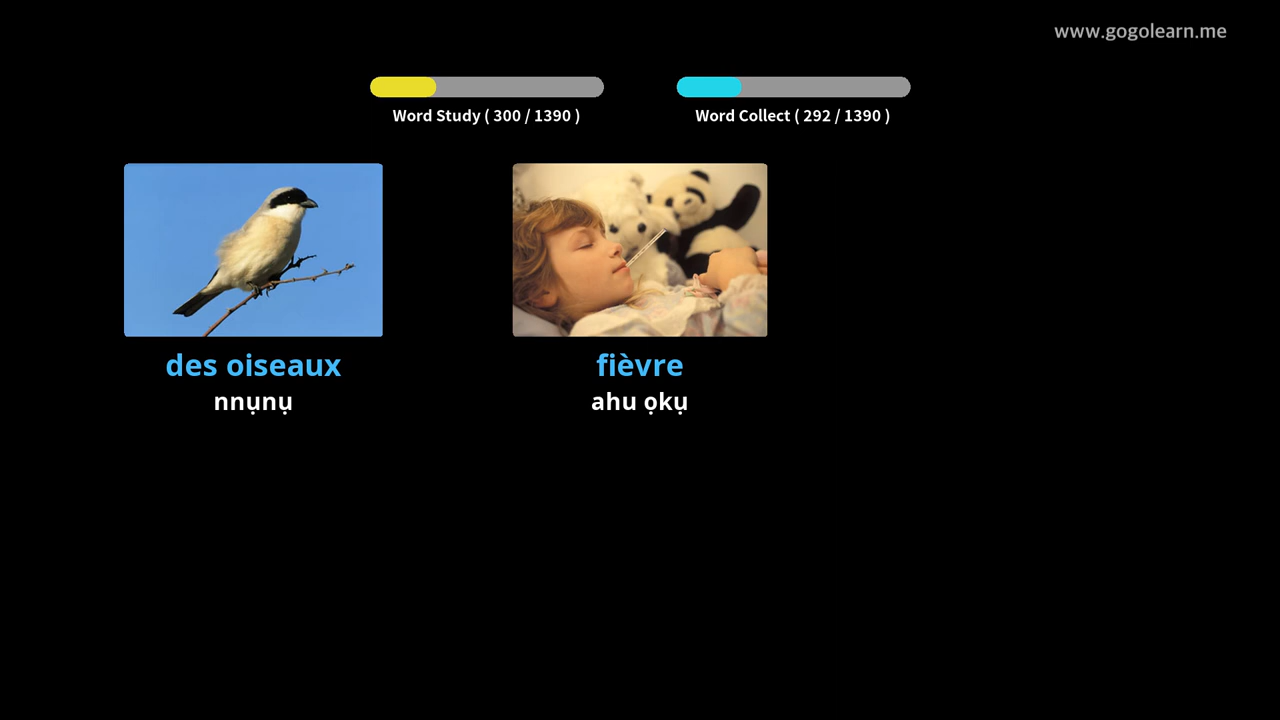 www.gogolearn.me
Word Study ( 300 / 1390 )
Word Collect ( 292 / 1390 )
des oiseaux
nnụnụ
fièvre
ahu ọkụ